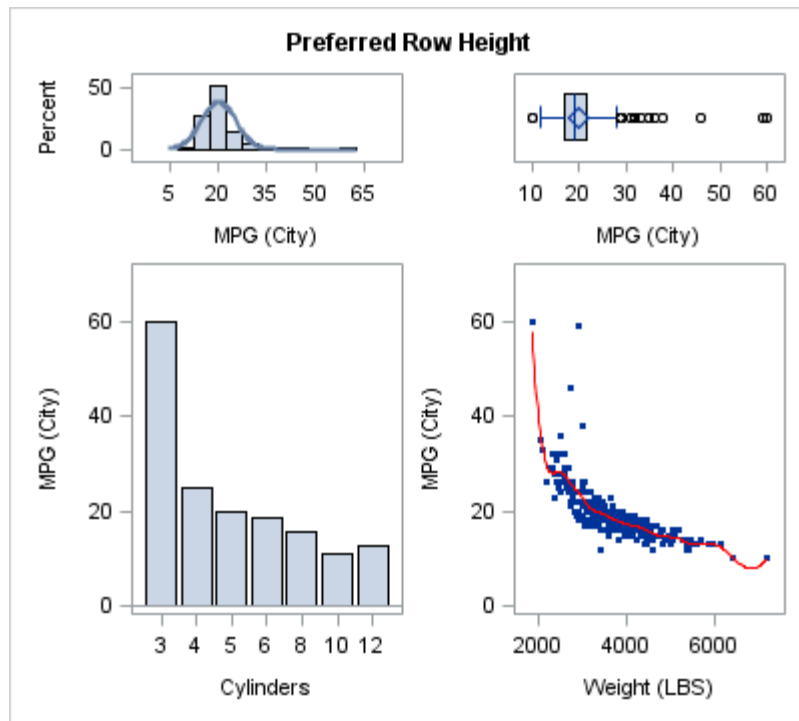 Preferred Row Height
Percent
50
0
5 20 35 50 65
MPG (City)
10 20 30 40 50 60
MPG (City)
MPG (City)
60
40
20
0
3 4 5 6 8 10 12
Cylinders
MPG (City)
60
40
20
0
2000 4000 6000
Weight (LBS)